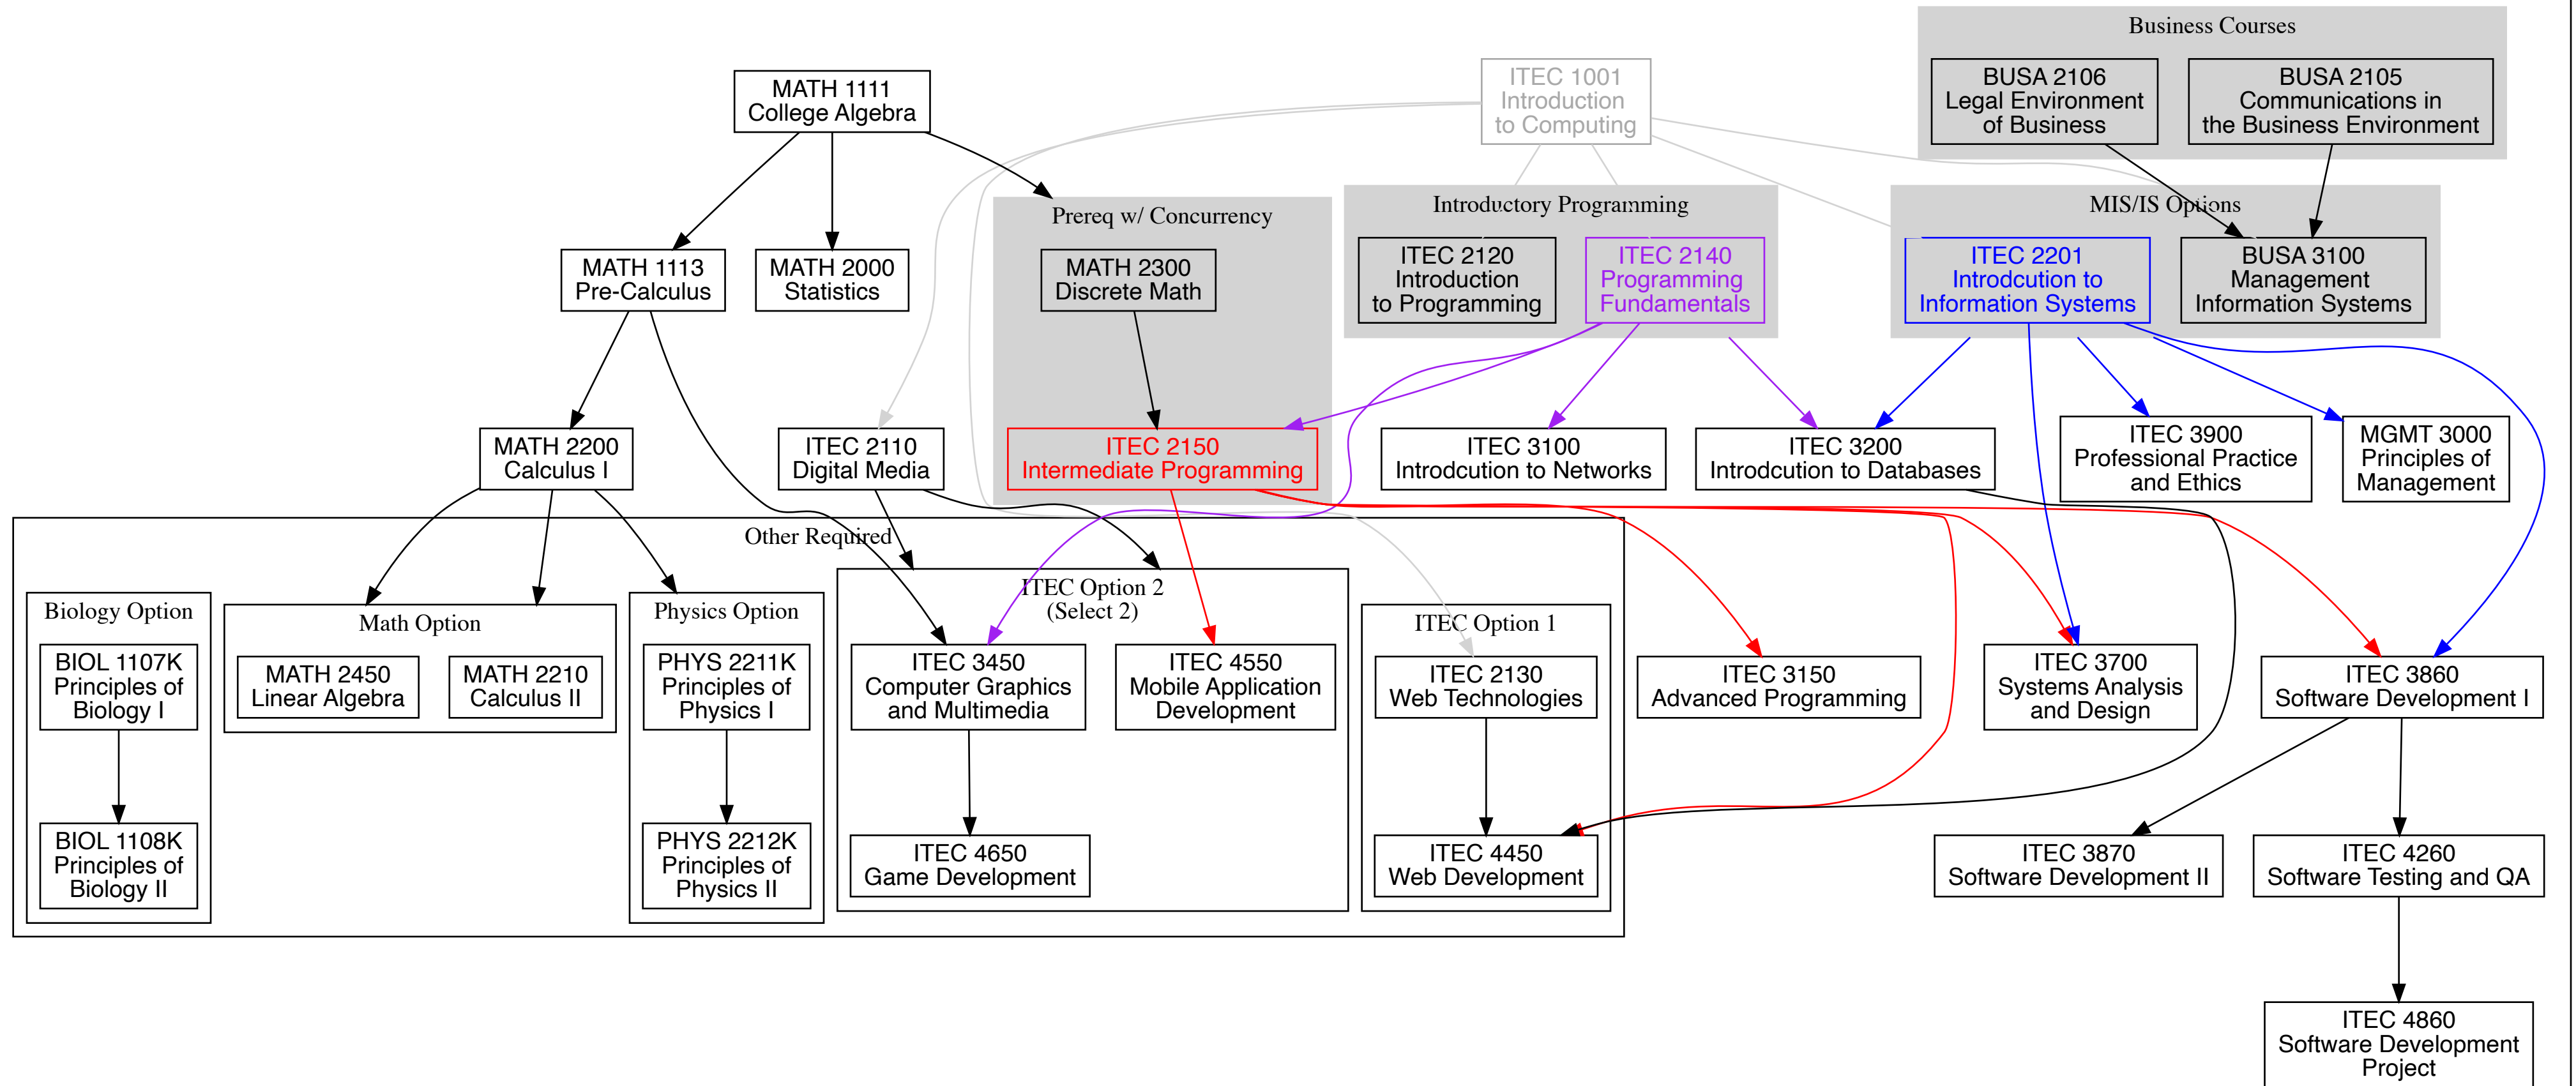 Business Courses
MATH 1111
College Algebra
ITEC 1001
Introduction
to Computing
BUSA 2106
Legal Environment
of Business
BUSA 2105
Communications in
the Business Environment
Prereq w/ Concurrency
Introductory Programming
MIS/IS Options
MATH 1113
Pre-Calculus
MATH 2000
Statistics
MATH 2300
Discrete Math
ITEC 2120
Introduction
to Programming
ITEC 2140
Programming
Fundamentals
ITEC 2201
Introdcution to
Information Systems
BUSA 3100
Management
Information Systems
MATH 2200
Calculus I
ITEC 2110
Digital Media
ITEC 2150
Intermediate Programming
ITEC 3100
Introdcution to Networks
ITEC 3200
Introdcution to Databases
ITEC 3900
Professional Practice
and Ethics
MGMT 3000
Principles of
Management
Other Required
Biology Option
Math Option
Physics Option
ITEC Option 2
(Select 2)
ITEC Option 1
BIOL 1107K
Principles of
Biology I
MATH 2450
Linear Algebra
MATH 2210
Calculus II
PHYS 2211K
Principles of
Physics I
ITEC 3450
Computer Graphics
and Multimedia
ITEC 4550
Mobile Application
Development
ITEC 2130
Web Technologies
ITEC 3150
Advanced Programming
ITEC 3700
Systems Analysis
and Design
ITEC 3860
Software Development I
BIOL 1108K
Principles of
Biology II
PHYS 2212K
Principles of
Physics II
ITEC 4650
Game Development
ITEC 4450
Web Development
ITEC 3870
Software Development II
ITEC 4260
Software Testing and QA
ITEC 4860
Software Development
Project